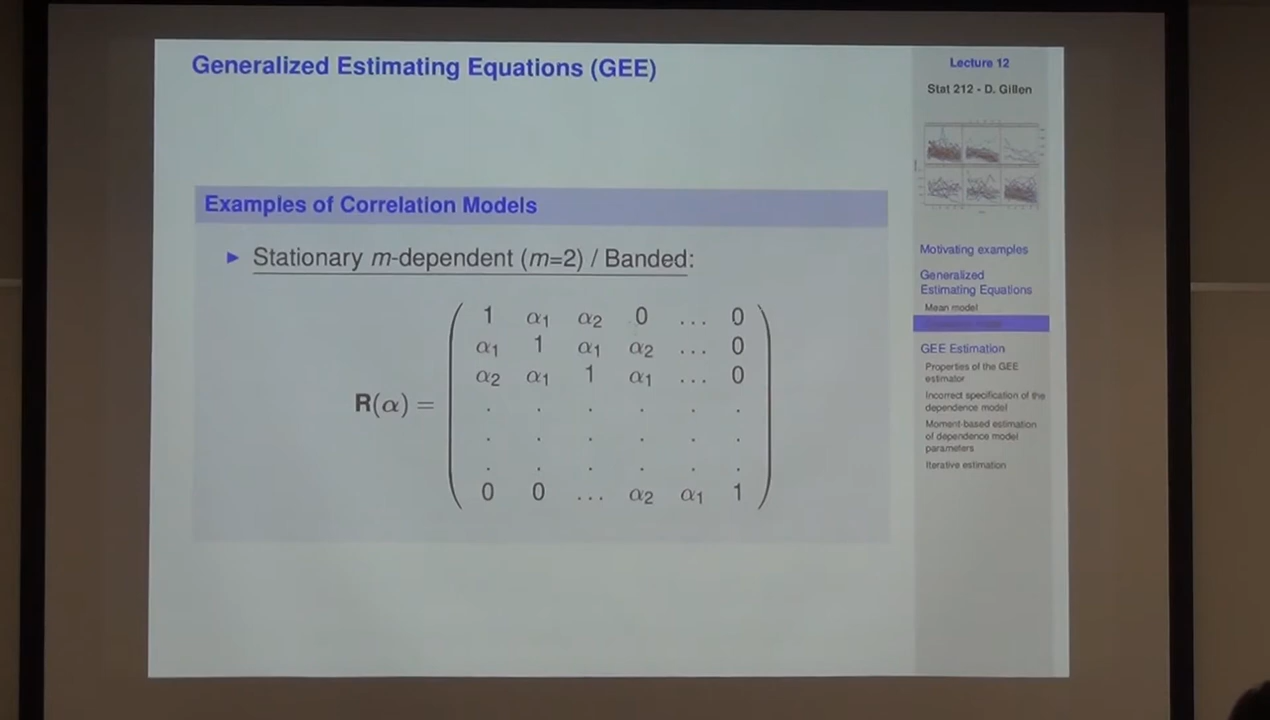 Generalized Estimating Equations (GEE)
Examples of Correlation Models
► Stationary m-dependent (m=2) / Banded:
1 α1 α2 0 ... 0
α1 1 α1 α2 ... 0
α2 α1 1 α1 ... 0
R(α) =
. . . . . .
. . . . . .
. . . . . .
0 0 ... α2 α1 1
Lecture 12
Stat 212 - D. Gillen
Motivating examples
Generalized
Estimating Equations
Mean model
GEE Estimation
Properties of the GEE
estimator
Incorrect specification of the
dependence model
Moment-based estimation
of dependence model
parameters
Iterative estimation